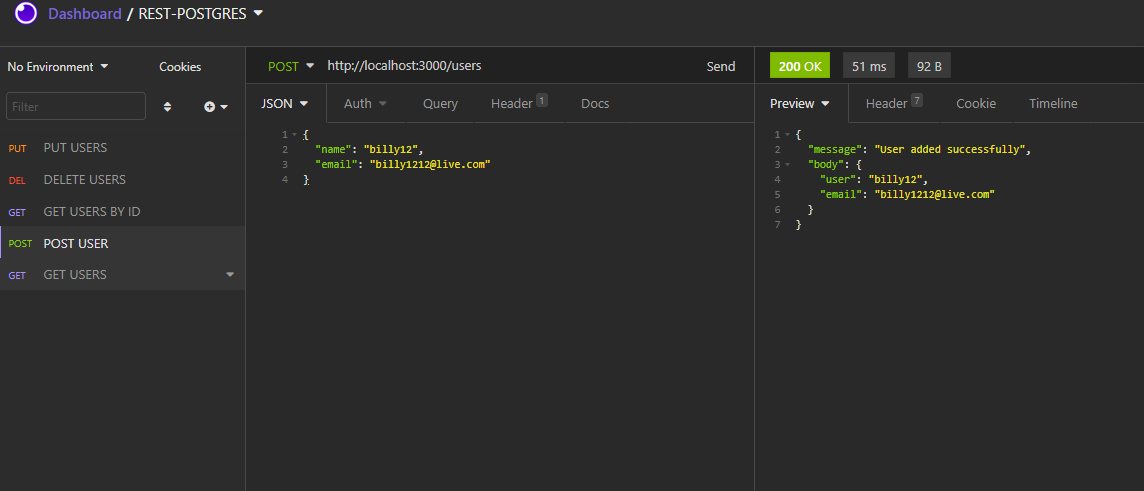 Dashboard / REST-POSTGRES
No Environment Cookies
Filter
PUT PUT USERS
DEL DELETE USERS
GET GET USERS BY ID
POST POST USER
GET GET USERS
POST http://localhost:3000/users Send
JSON Auth Query Header 1 Docs
1 {
2 "name": "billy12",
3 "email": "billy1212@live.com"
4 }
200 OK 51 ms 92 B
Preview Header 7 Cookie Timeline
1 {
2 "message": "User added successfully",
3 "body": {
4 "user": "billy12",
5 "email": "billy1212@live.com"
6 }
7 }